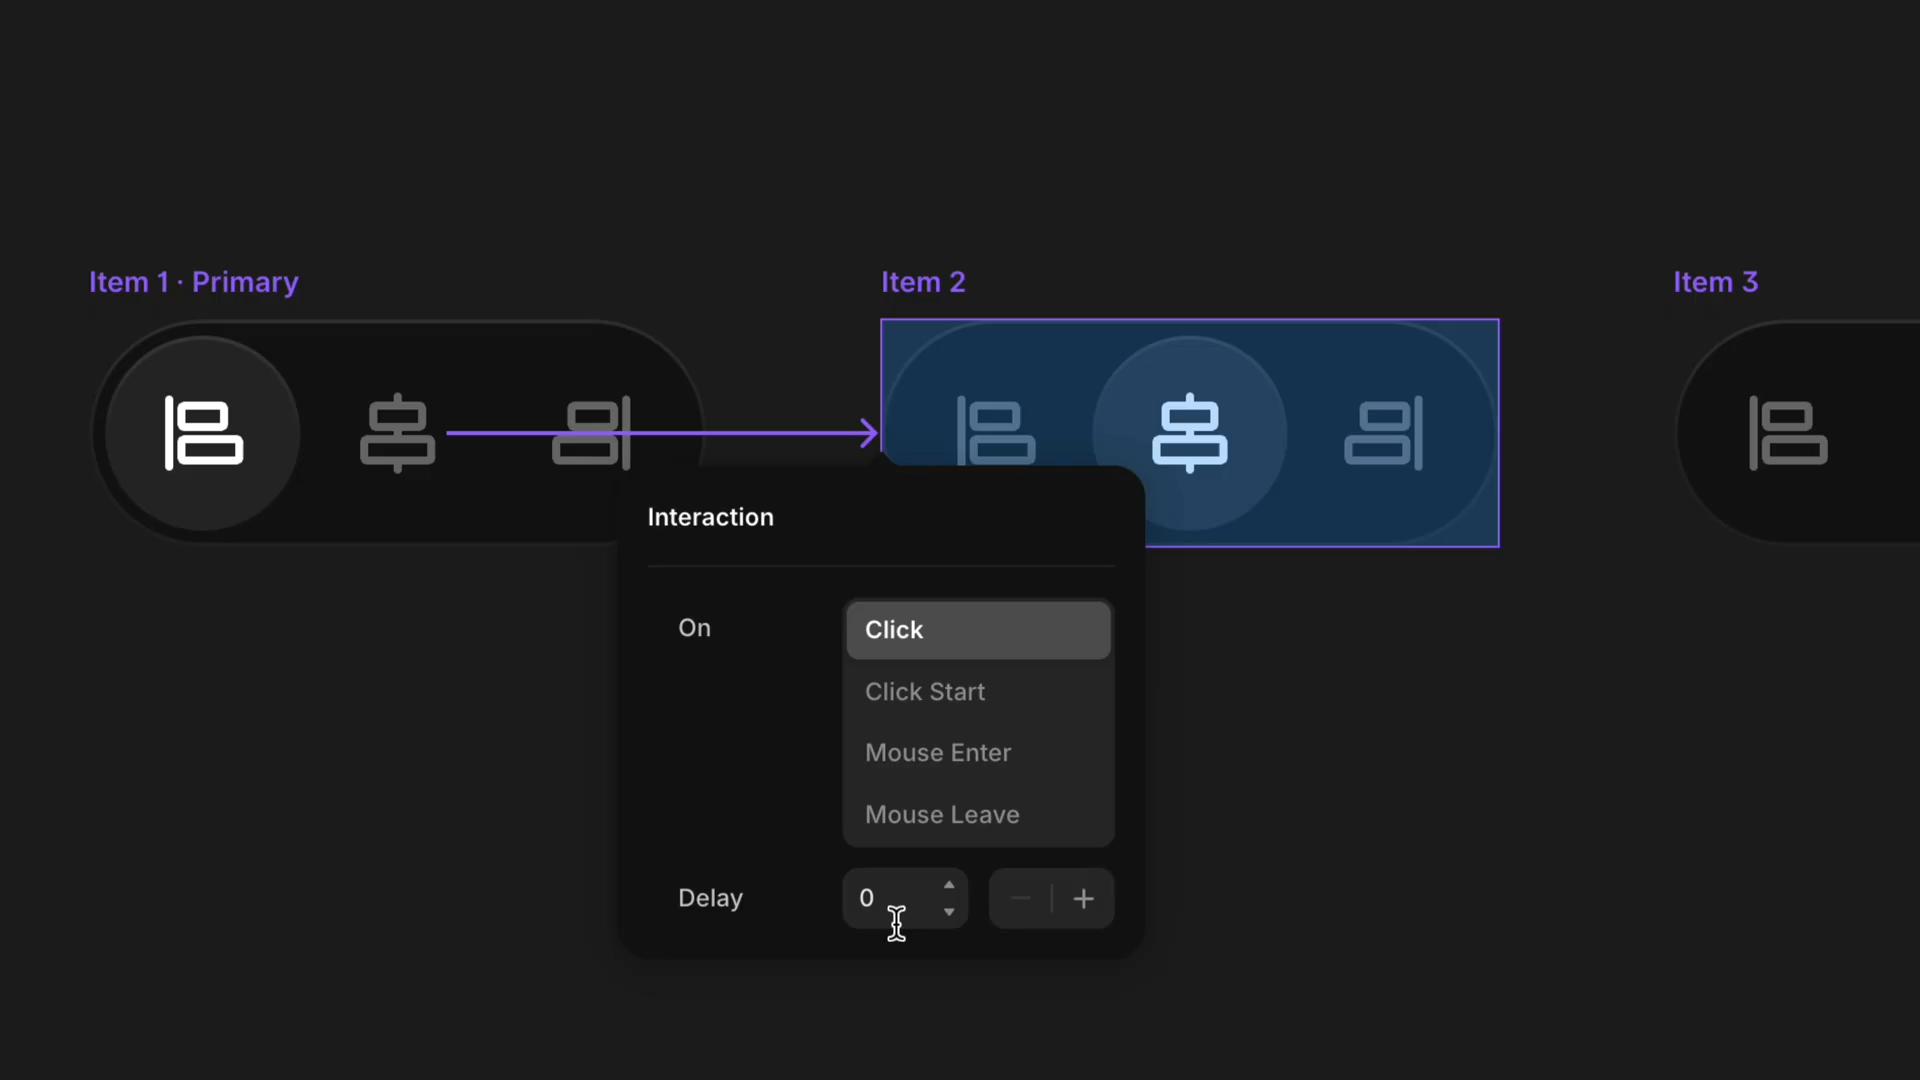 Item 1 · Primary
Item 2
Item 3
Interaction
On
Click
Click Start
Mouse Enter
Mouse Leave
Delay
0